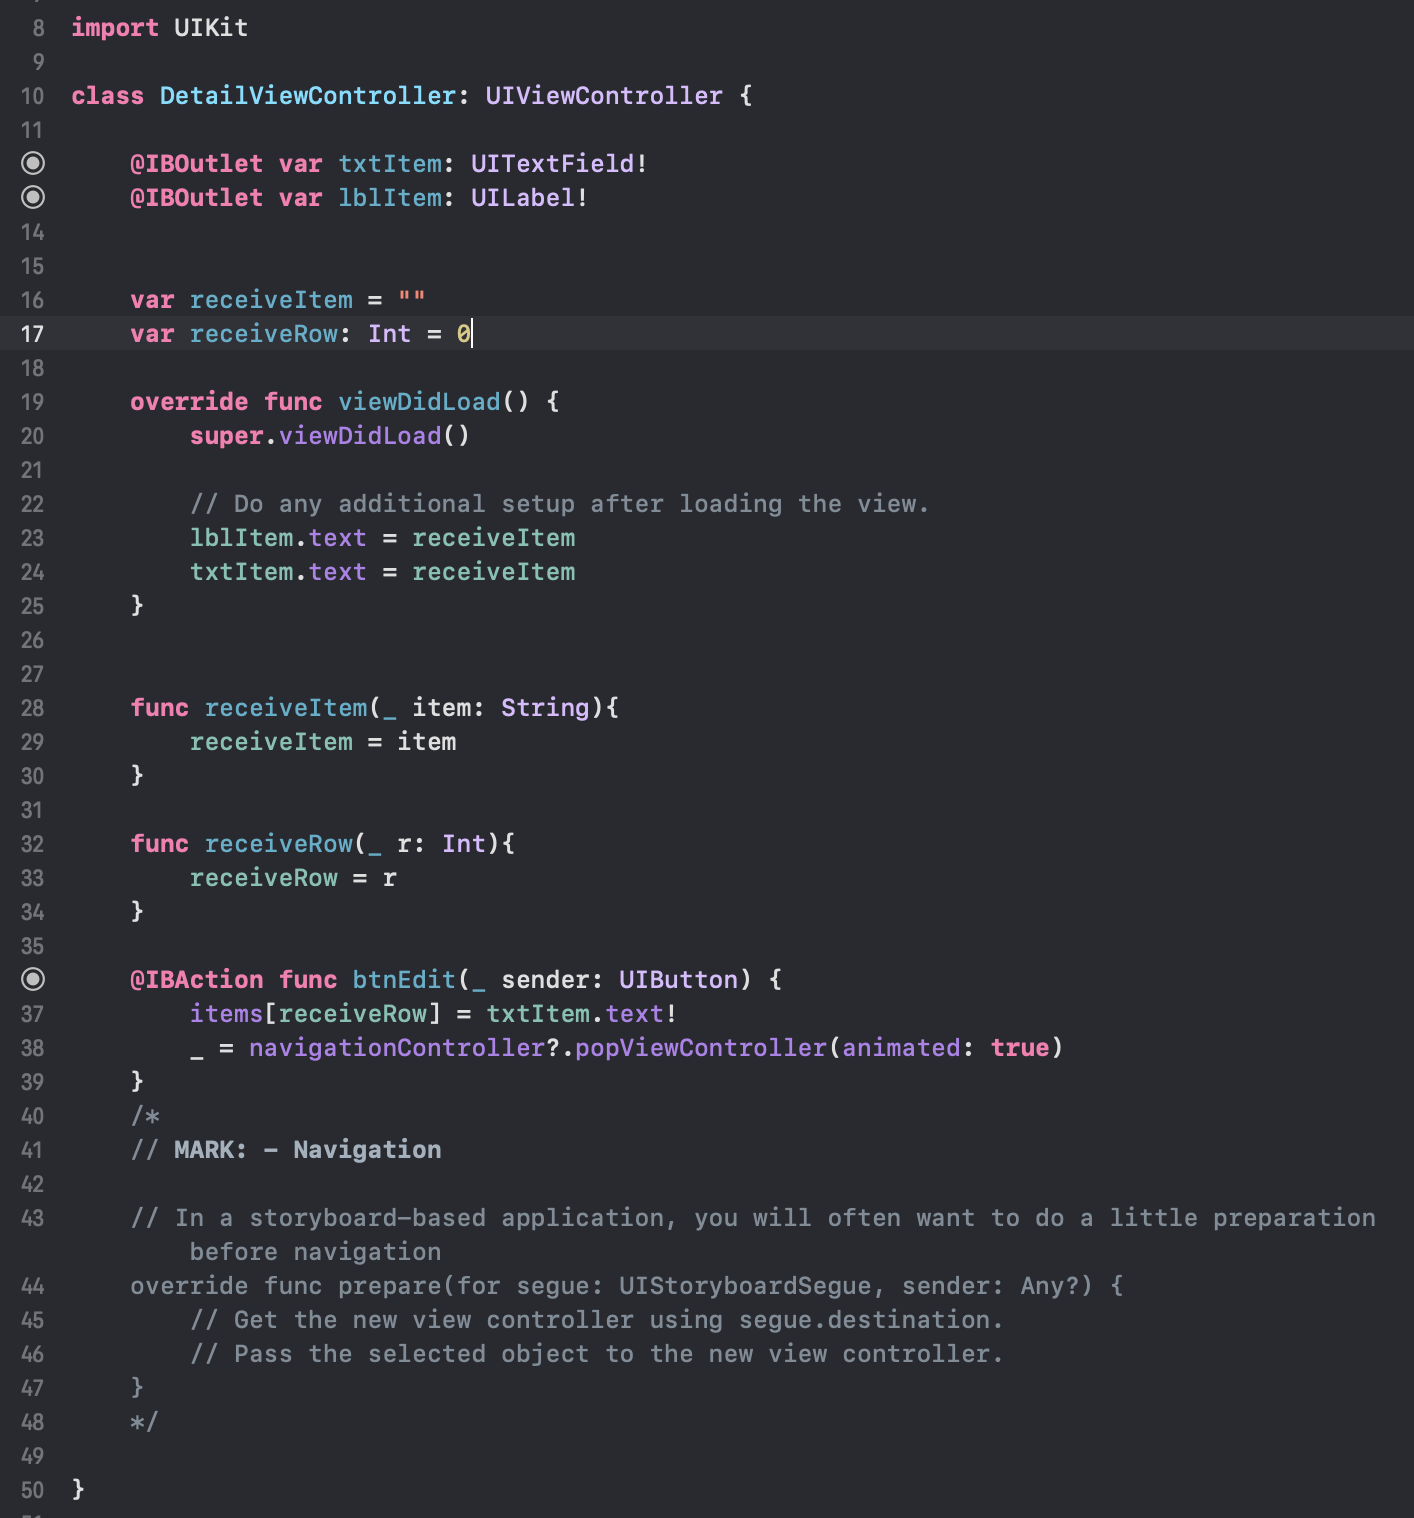 8 import UIKit
9
10 class DetailViewController: UIViewController {
11
@IBOutlet var txtItem: UITextField!
@IBOutlet var lblItem: UILabel!
14
15
16 var receiveItem = ""
17 var receiveRow: Int = 0
18
19 override func viewDidLoad() {
20 super.viewDidLoad()
21
22 // Do any additional setup after loading the view.
23 lblItem.text = receiveItem
24 txtItem.text = receiveItem
25 }
26
27
28 func receiveItem(_ item: String){
29 receiveItem = item
30 }
31
32 func receiveRow(_ r: Int){
33 receiveRow = r
34 }
35
@IBAction func btnEdit(_ sender: UIButton) {
37 items[receiveRow] = txtItem.text!
38 _ = navigationController?.popViewController(animated: true)
39 }
40 /*
41 // MARK: - Navigation
42
43 // In a storyboard-based application, you will often want to do a little preparation
before navigation
44 override func prepare(for segue: UIStoryboardSegue, sender: Any?) {
45 // Get the new view controller using segue.destination.
46 // Pass the selected object to the new view controller.
47 }
48 */
49
50 }